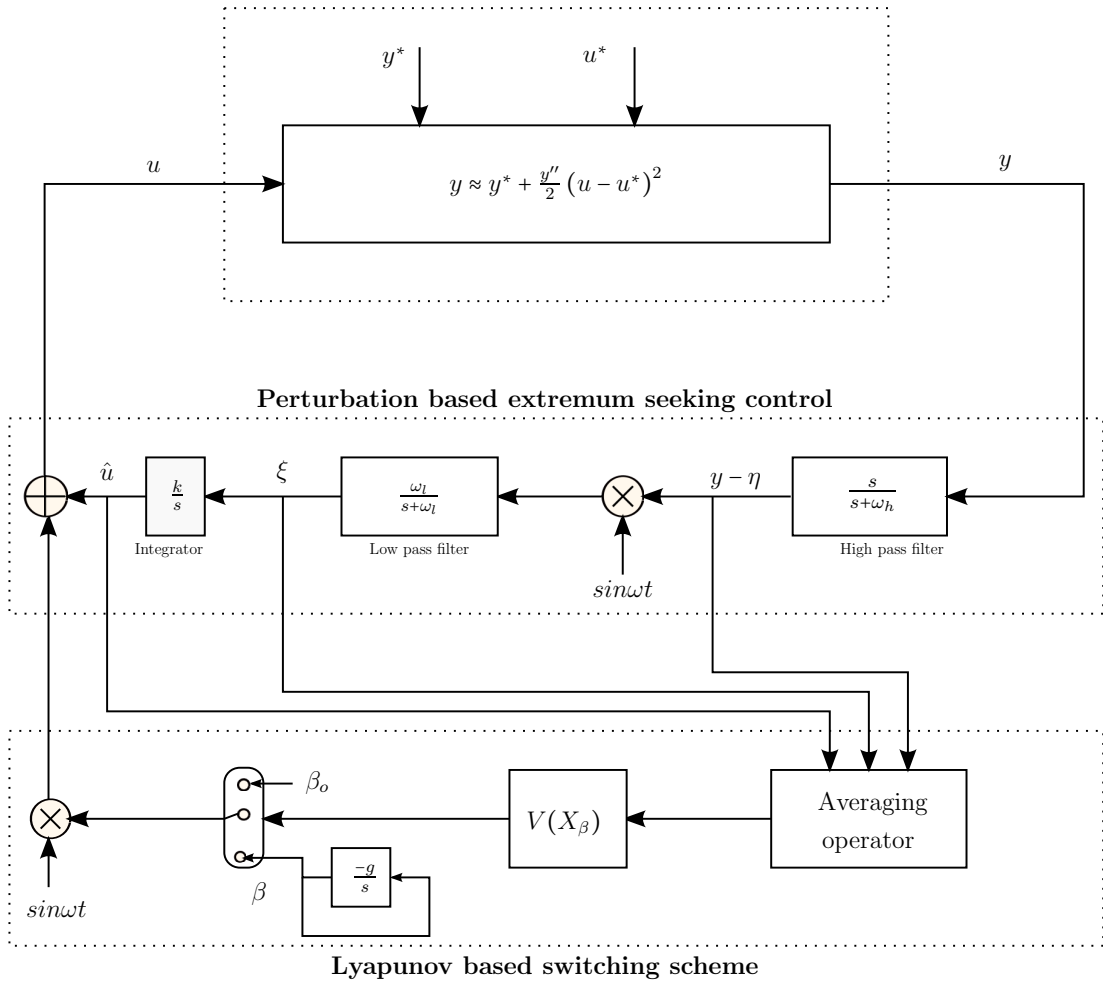 y* u*
u
y
y ≈ y* + y''/2 (u − u*)²
Perturbation based extremum seeking control
û
k/s
ξ
ω_l/(s+ω_l)
y − η
s/(s+ω_h)
Integrator
Low pass filter
High pass filter
sinωt
β_o
V(X_β)
Averaging
operator
-g/s
β
sinωt
Lyapunov based switching scheme